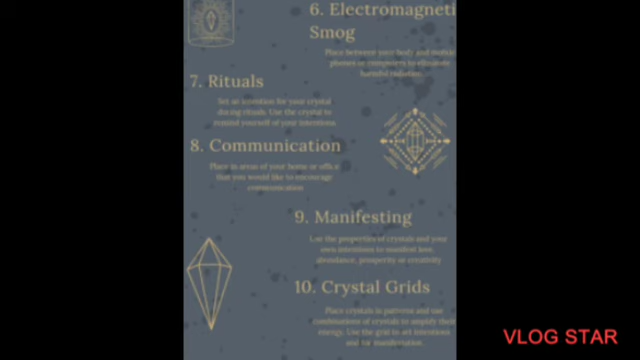 6. Electromagneti
Smog
Place between your body and mobile
phones or computers to eliminate
harmful radiation.
7. Rituals
Set an intention for your crystal
during rituals. Use the crystal to
remind yourself of your intentions.
8. Communication
Place in areas of your home or office
that you would like to encourage
communication
9. Manifesting
Use the properties of crystals and your
own intentions to manifest love,
abundance, prosperity or creativity
10. Crystal Grids
Place crystals in patterns and use
combinations of crystals to amplify their
energy. Use the grid to set intentions
and for manifestation
VLOG STAR